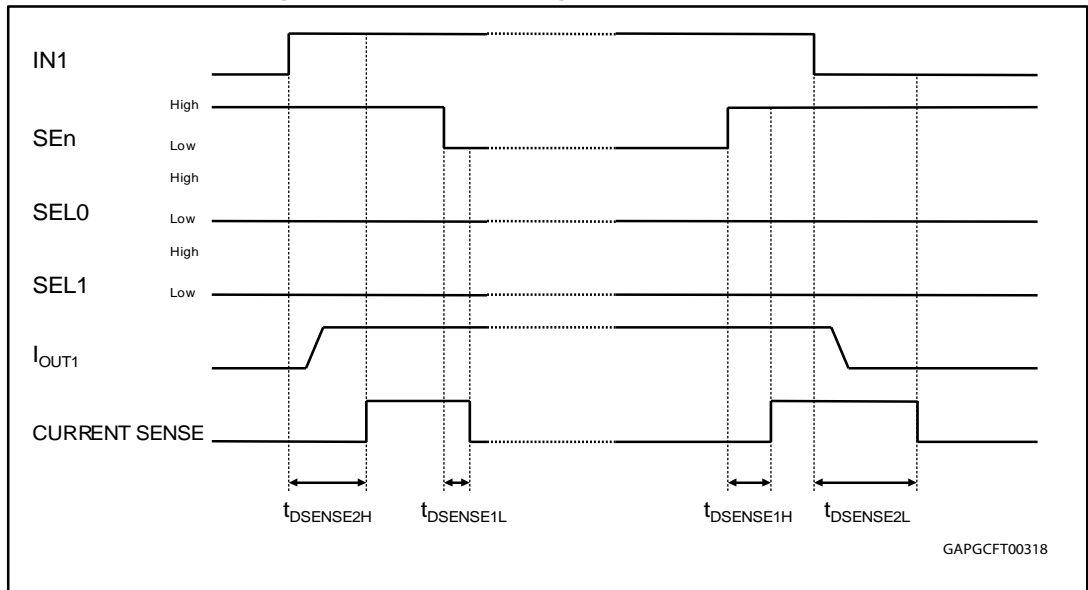 IN1
High
SEn
Low
High
SEL0
Low
High
SEL1
Low
IOUT1
CURRENT SENSE
tDSENSE2H
tDSENSE1L
tDSENSE1H
tDSENSE2L
GAPGCFT00318